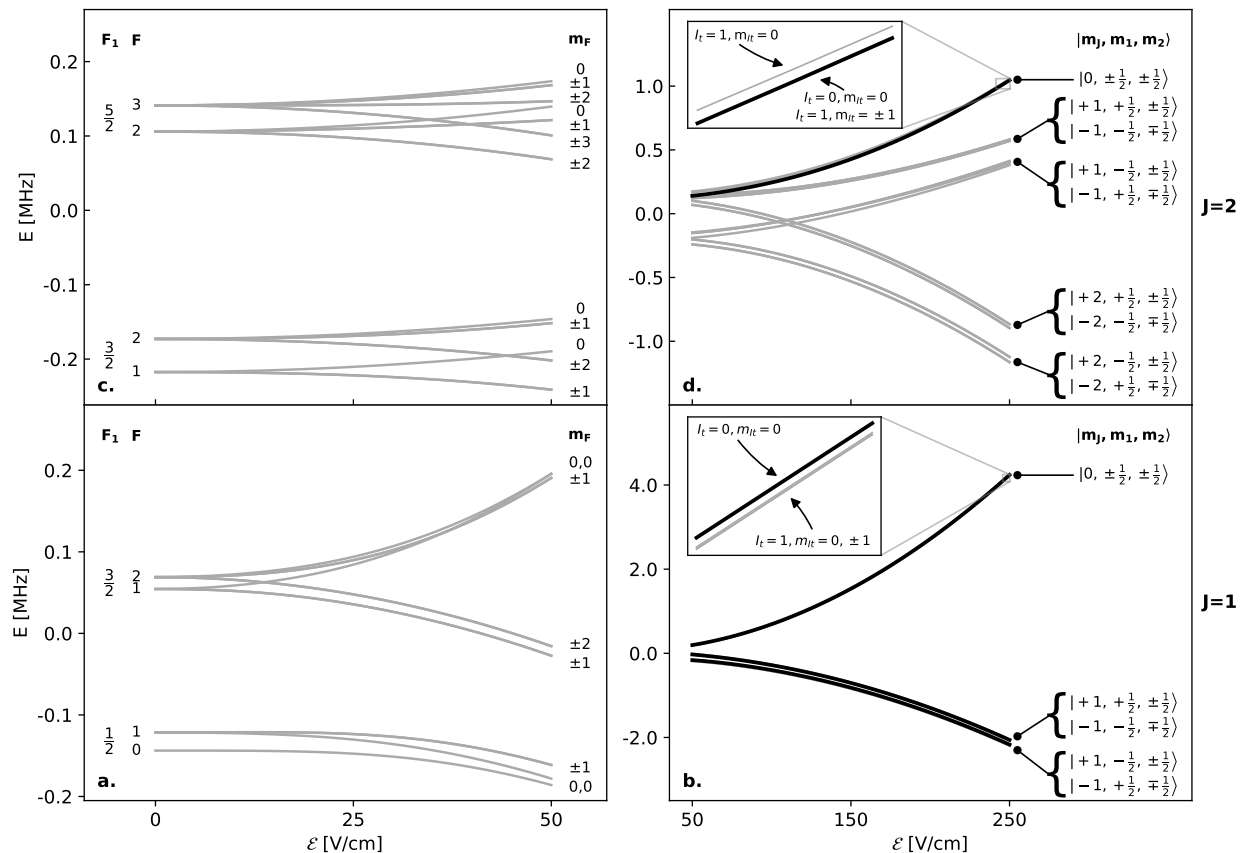 F₁ F m_F
5/2 3
2
3/2 2
1
0
±1
±2
0
±1
±3
±2
0
±1
0
±2
±1
0.2
0.1
0.0
-0.1
-0.2
E [MHz]
c.
|m_J, m₁, m₂⟩
I_t=1, m_It=0
I_t=0, m_It=0
I_t=1, m_It=±1
|0, ±1/2, ±1/2⟩
|+1, +1/2, ±1/2⟩
|−1, −1/2, ∓1/2⟩
|+1, −1/2, ±1/2⟩
|−1, +1/2, ∓1/2⟩
|+2, +1/2, ±1/2⟩
|−2, −1/2, ∓1/2⟩
|+2, −1/2, ±1/2⟩
|−2, +1/2, ∓1/2⟩
1.0
0.5
0.0
-0.5
-1.0
d.
J=2
F₁ F m_F
3/2 2
1
1/2 1
0
0,0
±1
±2
±1
±1
0,0
0.2
0.1
0.0
-0.1
-0.2
E [MHz]
a.
0 25 50
ℰ [V/cm]
|m_J, m₁, m₂⟩
I_t=0, m_It=0
I_t=1, m_It=0, ±1
|0, ±1/2, ±1/2⟩
|+1, +1/2, ±1/2⟩
|−1, −1/2, ∓1/2⟩
|+1, −1/2, ±1/2⟩
|−1, +1/2, ∓1/2⟩
4.0
2.0
0.0
-2.0
b.
50 150 250
ℰ [V/cm]
J=1